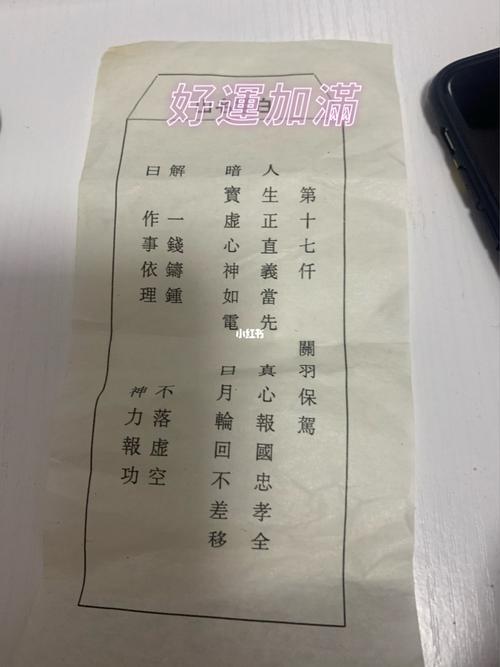 好運加滿
第十七仟 關羽保駕
人生正直義當先 真心報國忠孝全
暗寶虛心神如電 日月輪回不差移
解 一錢鑄鍾 不落虛空
曰 作事依理 神力報功
小红书